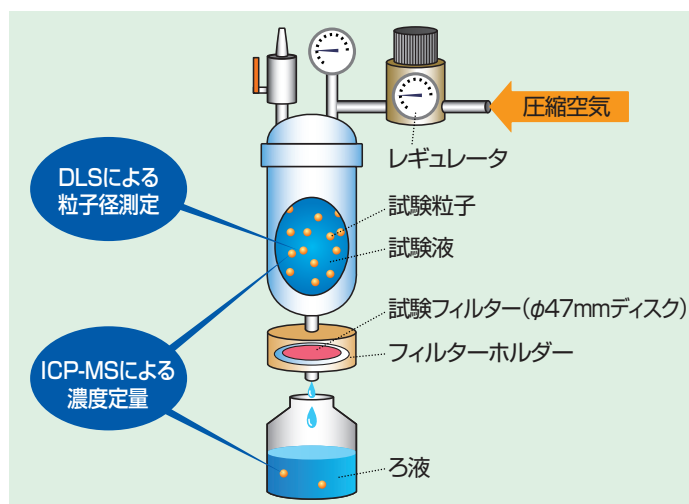 圧縮空気
レギュレータ
DLSによる
粒子径測定
試験粒子
試験液
試験フィルター(φ47mmディスク)
フィルターホルダー
ICP-MSによる
濃度定量
ろ液